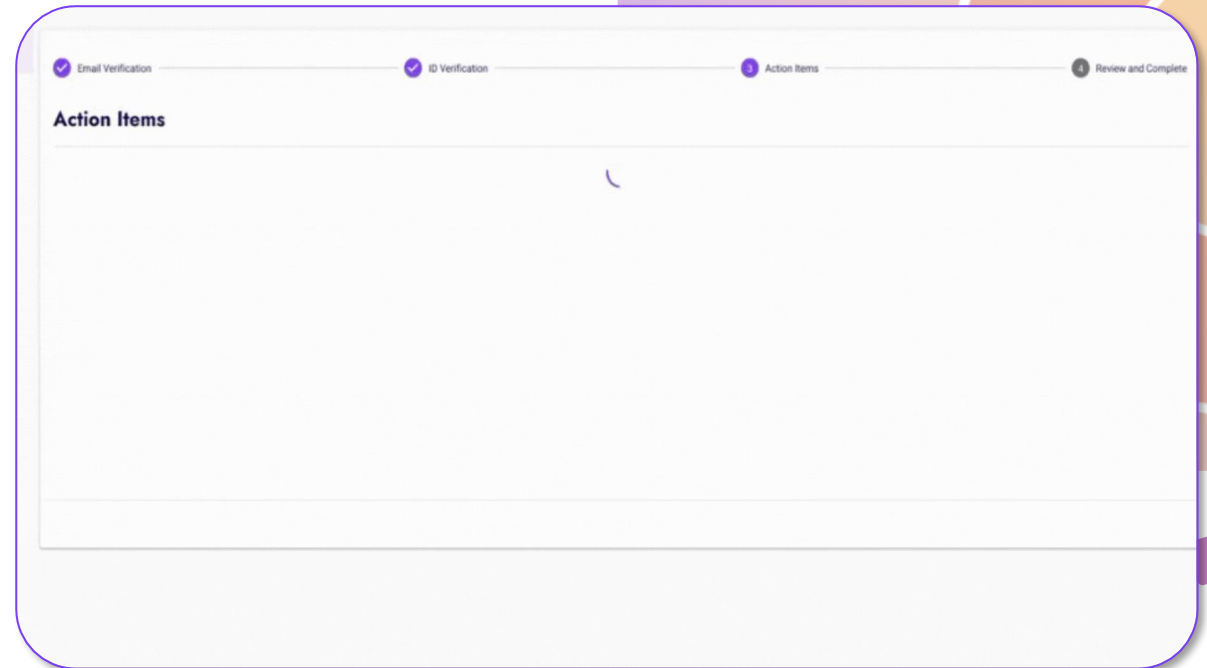 Email Verification
ID Verification
3 Action Items
4 Review and Complete
Action Items